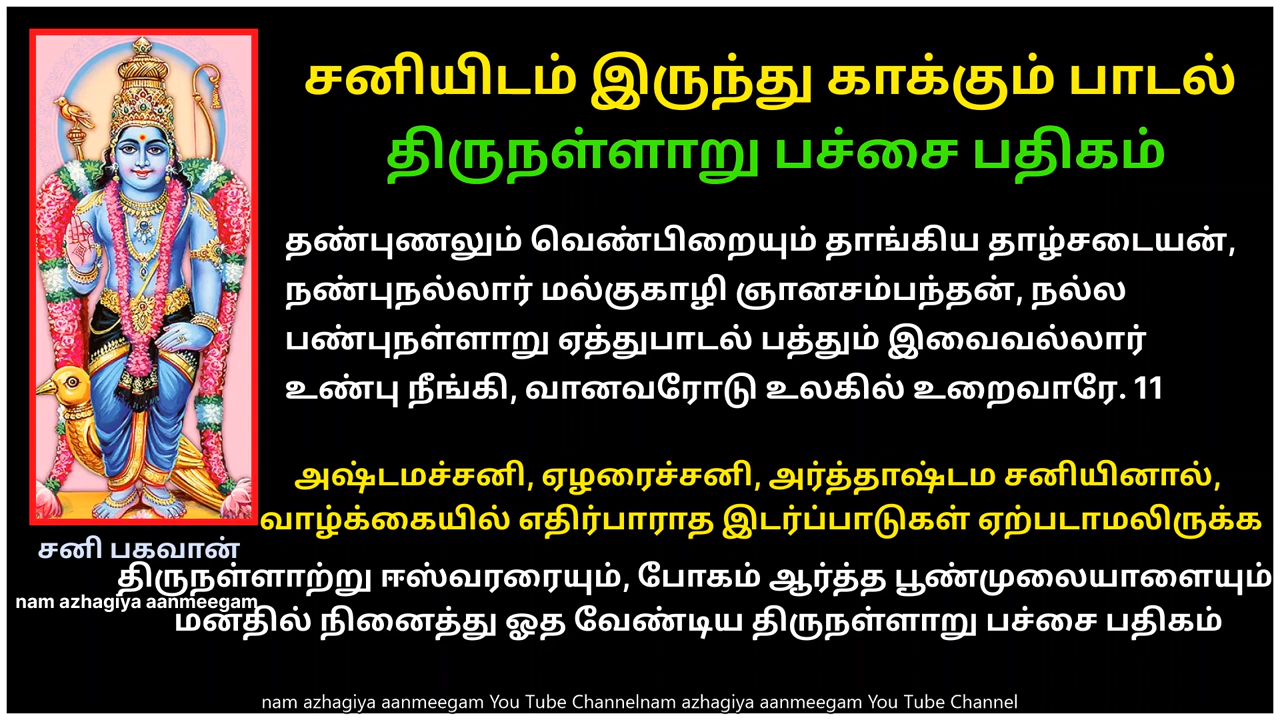 சனியிடம் இருந்து காக்கும் பாடல்
திருநள்ளாறு பச்சை பதிகம்
தண்புணலும் வெண்பிறையும் தாங்கிய தாழ்சடையன்,
நண்புநல்லார் மல்குகாழி ஞானசம்பந்தன், நல்ல
பண்புநள்ளாறு ஏத்துபாடல் பத்தும் இவைவல்லார்
உண்பு நீங்கி, வானவரோடு உலகில் உறைவாரே. 11
அஷ்டமச்சனி, ஏழரைச்சனி, அர்த்தாஷ்டம சனியினால்,
வாழ்க்கையில் எதிர்பாராத இடர்ப்பாடுகள் ஏற்படாமலிருக்க
சனி பகவான்
திருநள்ளாற்று ஈஸ்வரரையும், போகம் ஆர்த்த பூண்முலையாளையும்
nam azhagiya aanmeegam
மனதில் நினைத்து ஓத வேண்டிய திருநள்ளாறு பச்சை பதிகம்
nam azhagiya aanmeegam You Tube Channelnam azhagiya aanmeegam You Tube Channel